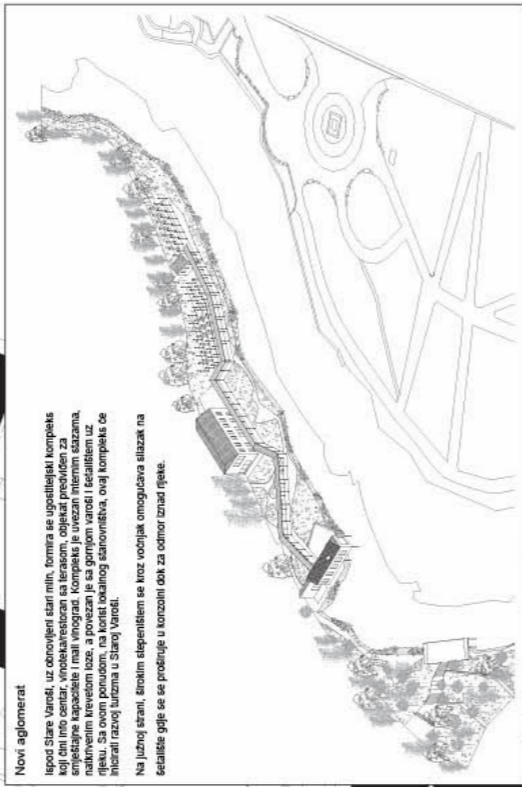 Novi aglomerat
Ispod Stare Varoši, uz obnovljeni stari mlin, formira se ugostiteljski kompleks
koji čini info centar, vinoteka/restoran sa terasom, objekat predviđen za
smještajne kapacitete i mali vinograd. Kompleks je uvezan internim stazama,
natkrivenim krevetom loze, a povezan je sa gornjom varoši i šetalištem uz
rijeku. Sa ovom ponudom, na korist lokalnog stanovništva, ovaj kompleks će
inicirati razvoj turizma u Staroj Varoši.
Na južnoj strani, širokim stepeništem se kroz voćnjak omogućava silazak na
šetalište gdje se se proširuje u konzolni dok za odmor iznad rijeke.